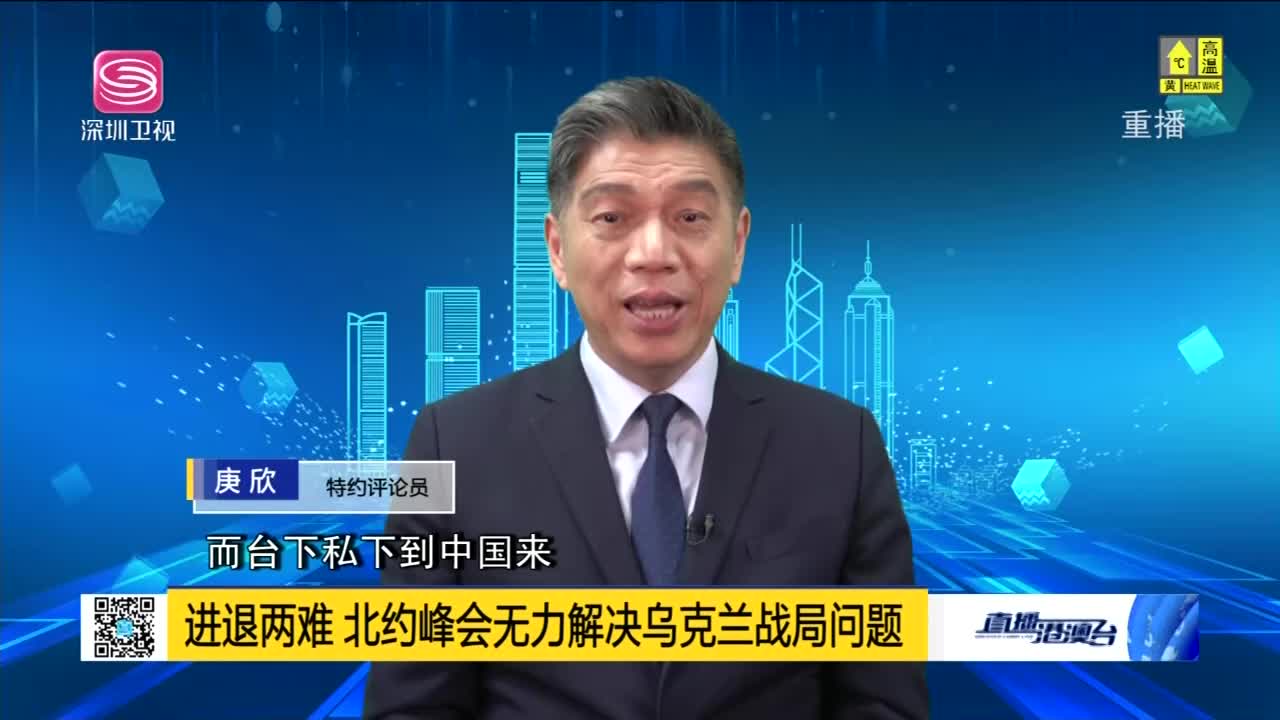 深圳卫视
高温
℃
黄 HEAT WAVE
重播
庚欣
特约评论员
而台下私下到中国来
进退两难 北约峰会无力解决乌克兰战局问题
直播港澳台